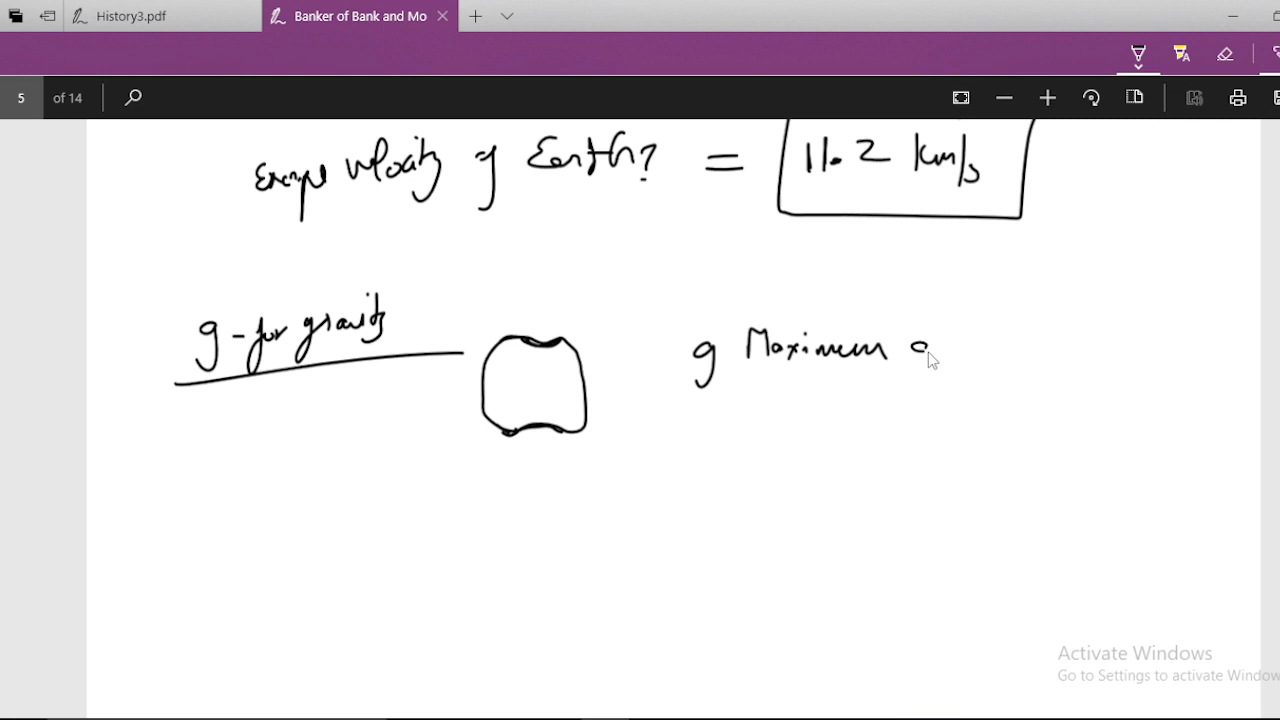 History3.pdf
Banker of Bank and Mo
5 of 14
Escape velocity of Earth? = 11.2 km/s
g - for gravity
g Maximum
Activate Windows
Go to Settings to activate Window